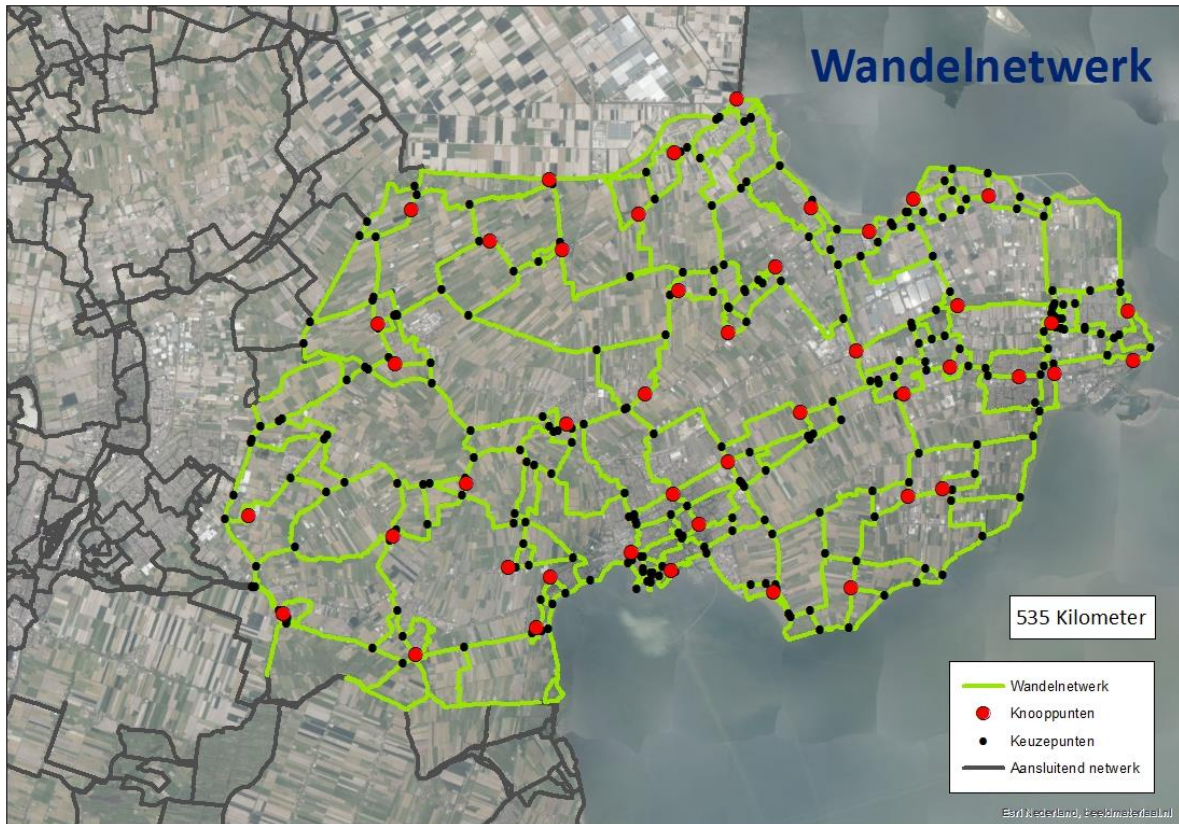 Wandelnetwerk
535 Kilometer
Wandelnetwerk
Knooppunten
Keuzepunten
Aansluitend netwerk
Esri Nederland, beeldmateriaal.nl